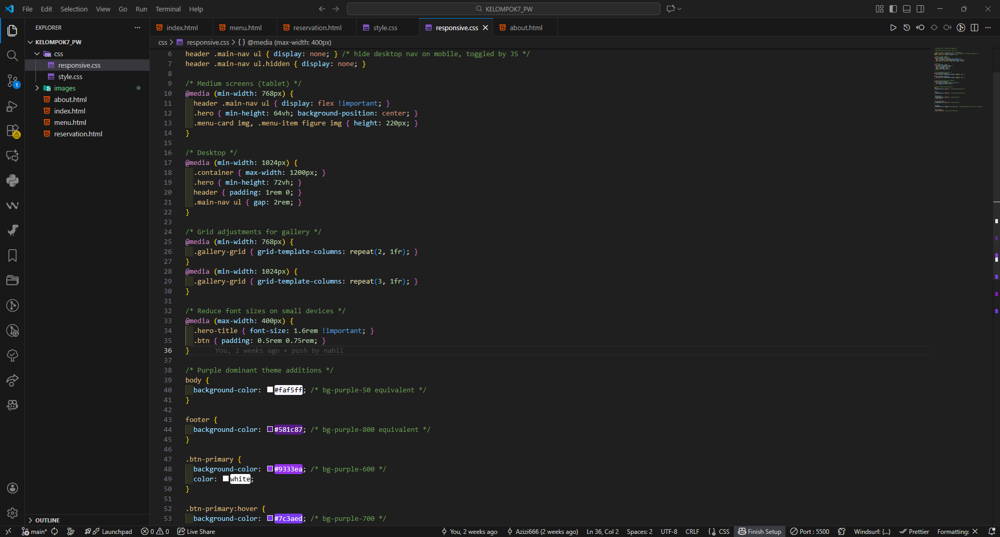 File Edit Selection View Go Run Terminal Help
KELOMPOK7_PW
EXPLORER
index.html
menu.html
reservation.html
style.css
responsive.css
about.html
KELOMPOK7_PW
css
responsive.css
style.css
images
about.html
index.html
menu.html
reservation.html
OUTLINE
1
css > responsive.css > {} @media (max-width: 400px)
6 header .main-nav ul { display: none; } /* hide desktop nav on mobile, toggled by JS */
7 header .main-nav ul.hidden { display: none; }
8
9 /* Medium screens (tablet) */
10 @media (min-width: 768px) {
11 header .main-nav ul { display: flex !important; }
12 .hero { min-height: 64vh; background-position: center; }
13 .menu-card img, .menu-item figure img { height: 220px; }
14 }
15
16 /* Desktop */
17 @media (min-width: 1024px) {
18 .container { max-width: 1200px; }
19 .hero { min-height: 72vh; }
20 header { padding: 1rem 0; }
21 .main-nav ul { gap: 2rem; }
22 }
23
24 /* Grid adjustments for gallery */
25 @media (min-width: 768px) {
26 .gallery-grid { grid-template-columns: repeat(2, 1fr); }
27 }
28 @media (min-width: 1024px) {
29 .gallery-grid { grid-template-columns: repeat(3, 1fr); }
30 }
31
32 /* Reduce font sizes on small devices */
33 @media (max-width: 400px) {
34 .hero-title { font-size: 1.6rem !important; }
35 .btn { padding: 0.5rem 0.75rem; }
36 } You, 2 weeks ago • push by nabil
37
38 /* Purple dominant theme additions */
39 body {
40 background-color: #faf5ff; /* bg-purple-50 equivalent */
41 }
42
43 footer {
44 background-color: #581c87; /* bg-purple-800 equivalent */
45 }
46
47 .btn-primary {
48 background-color: #9333ea; /* bg-purple-600 */
49 color: white;
50 }
51
52 .btn-primary:hover {
53 background-color: #7c3aed; /* bg-purple-700 */
main* Launchpad 0 0 Live Share You, 2 weeks ago Azizi666 (2 weeks ago) Ln 36, Col 2 Spaces: 2 UTF-8 CRLF {} CSS Finish Setup Port : 5500 Windsurf: {...} Prettier Formatting: ×